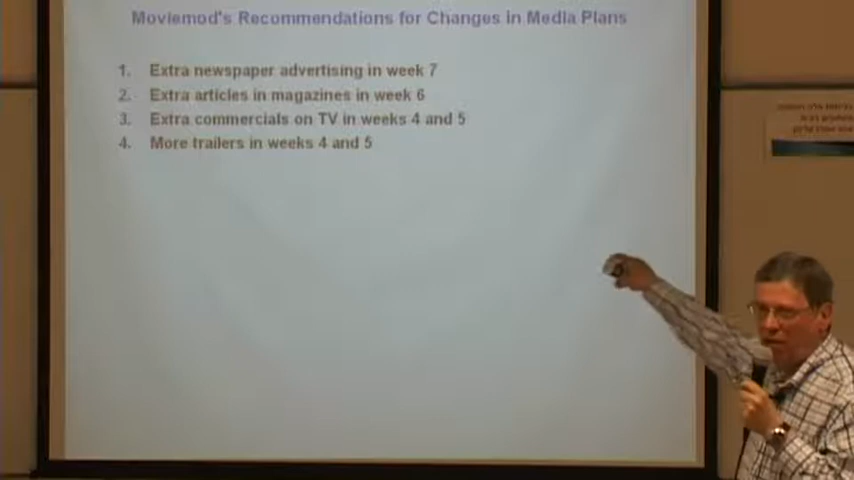 Moviemod's Recommendations for Changes in Media Plans
1. Extra newspaper advertising in week 7
2. Extra articles in magazines in week 6
3. Extra commercials on TV in weeks 4 and 5
4. More trailers in weeks 4 and 5